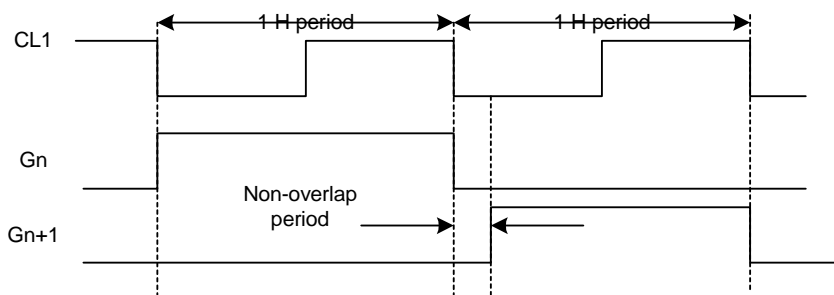 1 H period
1 H period
CL1
Gn
Non-overlap
period
Gn+1